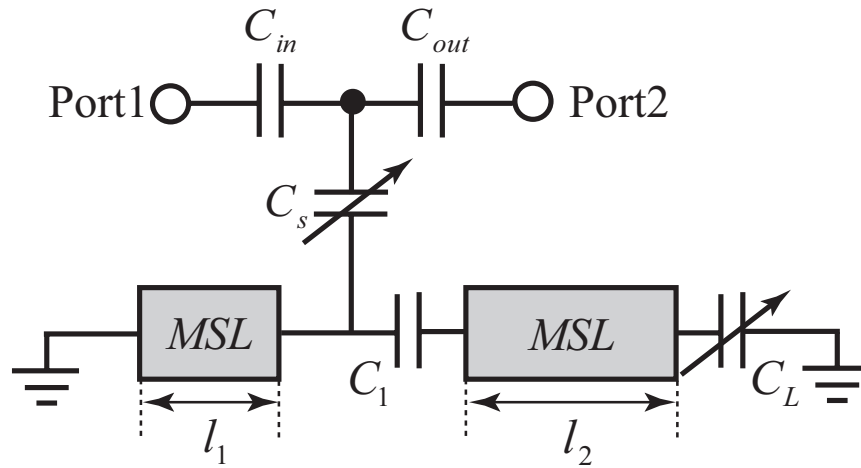 C_in C_out
Port1 Port2
C_s
MSL MSL
C_1 C_L
l_1 l_2